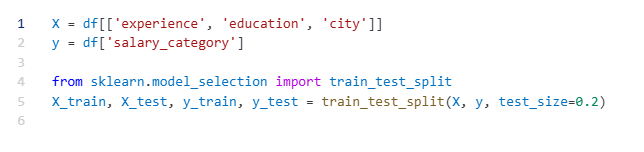 1 X = df[['experience', 'education', 'city']]
2 y = df['salary_category']
3
4 from sklearn.model_selection import train_test_split
5 X_train, X_test, y_train, y_test = train_test_split(X, y, test_size=0.2)
6